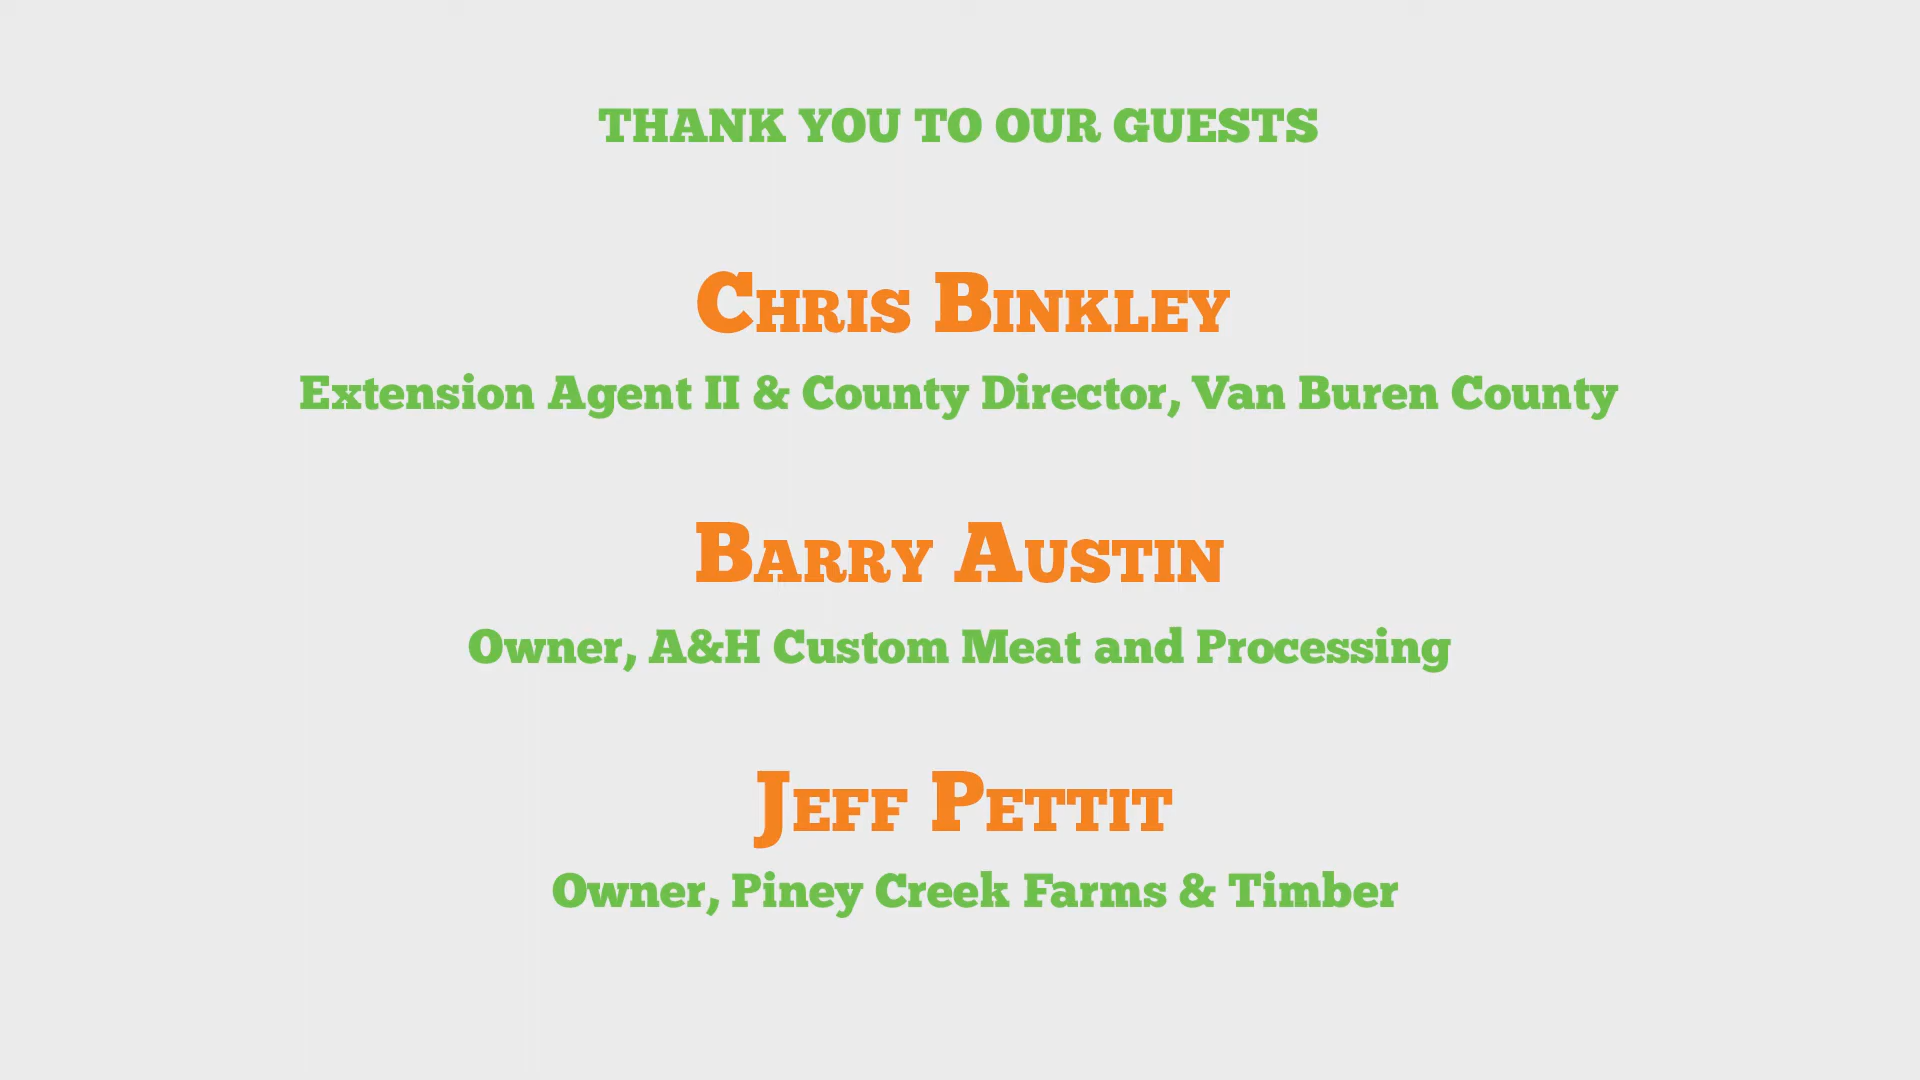 THANK YOU TO OUR GUESTS
Chris Binkley
Extension Agent II & County Director, Van Buren County
Barry Austin
Owner, A&H Custom Meat and Processing
Jeff Pettit
Owner, Piney Creek Farms & Timber